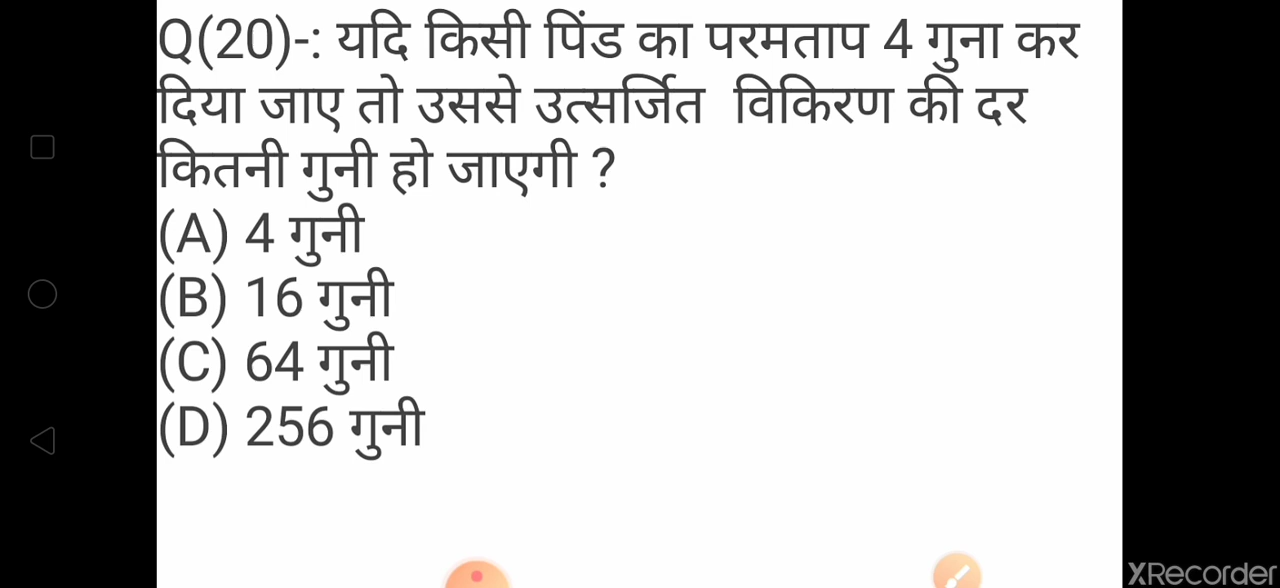 Q(20)-: यदि किसी पिंड का परमताप 4 गुना कर
दिया जाए तो उससे उत्सर्जित विकिरण की दर
कितनी गुनी हो जाएगी ?
(A) 4 गुनी
(B) 16 गुनी
(C) 64 गुनी
(D) 256 गुनी
XRecorder